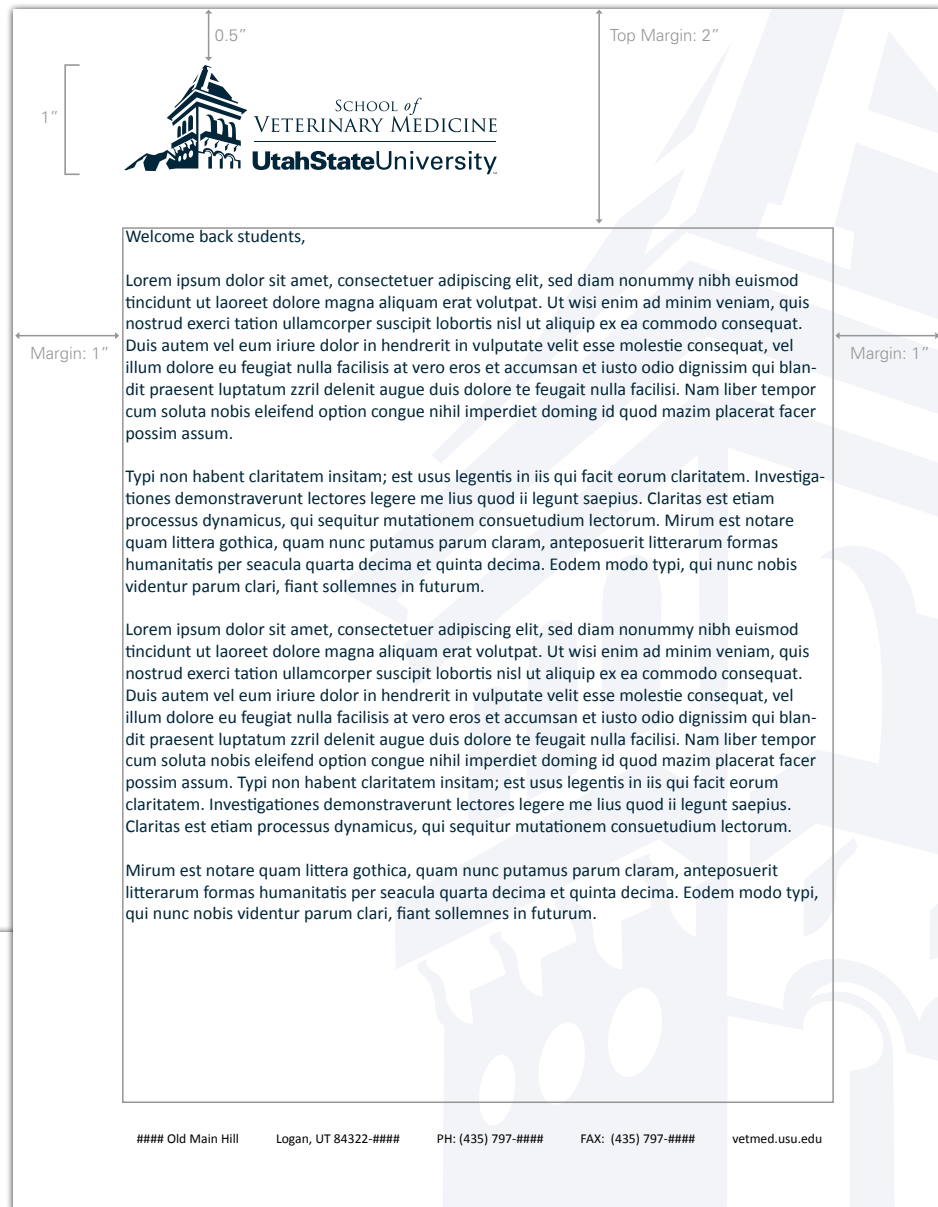 0.5”
Top Margin: 2”
1”
SCHOOL of
VETERINARY MEDICINE
UtahStateUniversity
Welcome back students,
Lorem ipsum dolor sit amet, consectetuer adipiscing elit, sed diam nonummy nibh euismod
tincidunt ut laoreet dolore magna aliquam erat volutpat. Ut wisi enim ad minim veniam, quis
nostrud exerci tation ullamcorper suscipit lobortis nisl ut aliquip ex ea commodo consequat.
Duis autem vel eum iriure dolor in hendrerit in vulputate velit esse molestie consequat, vel
illum dolore eu feugiat nulla facilisis at vero eros et accumsan et iusto odio dignissim qui blan-
dit praesent luptatum zzril delenit augue duis dolore te feugait nulla facilisi. Nam liber tempor
cum soluta nobis eleifend option congue nihil imperdiet doming id quod mazim placerat facer
possim assum.
Margin: 1”
Margin: 1”
Typi non habent claritatem insitam; est usus legentis in iis qui facit eorum claritatem. Investiga-
tiones demonstraverunt lectores legere me lius quod ii legunt saepius. Claritas est etiam
processus dynamicus, qui sequitur mutationem consuetudium lectorum. Mirum est notare
quam littera gothica, quam nunc putamus parum claram, anteposuerit litterarum formas
humanitatis per seacula quarta decima et quinta decima. Eodem modo typi, qui nunc nobis
videntur parum clari, fiant sollemnes in futurum.
Lorem ipsum dolor sit amet, consectetuer adipiscing elit, sed diam nonummy nibh euismod
tincidunt ut laoreet dolore magna aliquam erat volutpat. Ut wisi enim ad minim veniam, quis
nostrud exerci tation ullamcorper suscipit lobortis nisl ut aliquip ex ea commodo consequat.
Duis autem vel eum iriure dolor in hendrerit in vulputate velit esse molestie consequat, vel
illum dolore eu feugiat nulla facilisis at vero eros et accumsan et iusto odio dignissim qui blan-
dit praesent luptatum zzril delenit augue duis dolore te feugait nulla facilisi. Nam liber tempor
cum soluta nobis eleifend option congue nihil imperdiet doming id quod mazim placerat facer
possim assum. Typi non habent claritatem insitam; est usus legentis in iis qui facit eorum
claritatem. Investigationes demonstraverunt lectores legere me lius quod ii legunt saepius.
Claritas est etiam processus dynamicus, qui sequitur mutationem consuetudium lectorum.
Mirum est notare quam littera gothica, quam nunc putamus parum claram, anteposuerit
litterarum formas humanitatis per seacula quarta decima et quinta decima. Eodem modo typi,
qui nunc nobis videntur parum clari, fiant sollemnes in futurum.
#### Old Main Hill Logan, UT 84322-#### PH: (435) 797-#### FAX: (435) 797-#### vetmed.usu.edu